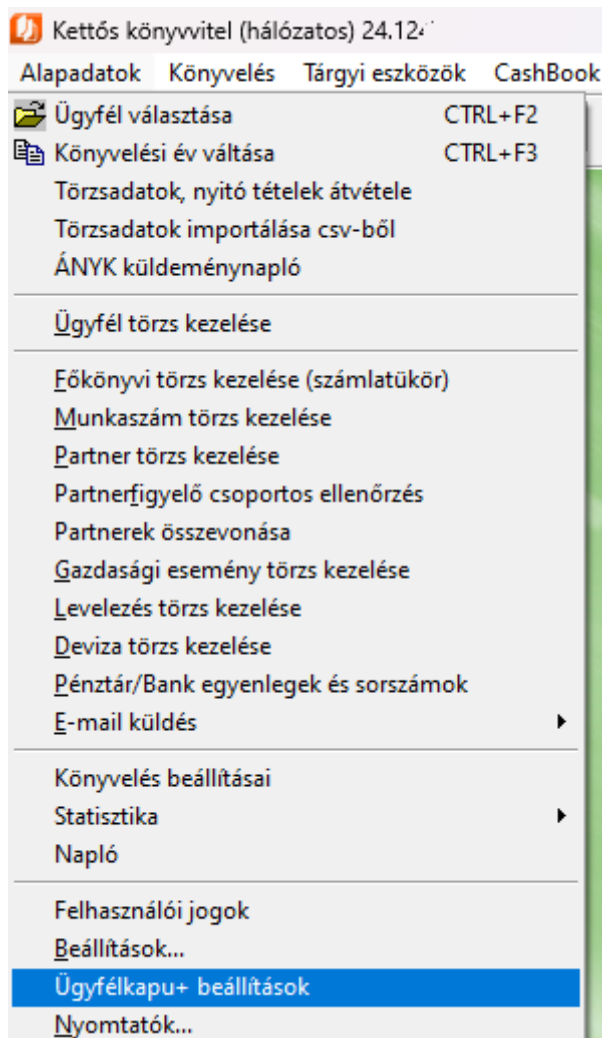 Kettős könyvvitel (hálózatos) 24.124
Alapadatok Könyvelés Tárgyi eszközök CashBook
Ügyfél választása CTRL+F2
Könyvelési év váltása CTRL+F3
Törzsadatok, nyitó tételek átvétele
Törzsadatok importálása csv-ből
ÁNYK küldeménynapló
Ügyfél törzs kezelése
Főkönyvi törzs kezelése (számlatükör)
Munkaszám törzs kezelése
Partner törzs kezelése
Partnerfigyelő csoportos ellenőrzés
Partnerek összevonása
Gazdasági esemény törzs kezelése
Levelezés törzs kezelése
Deviza törzs kezelése
Pénztár/Bank egyenlegek és sorszámok
E-mail küldés
Könyvelés beállításai
Statisztika
Napló
Felhasználói jogok
Beállítások...
Ügyfélkapu+ beállítások
Nyomtatók...